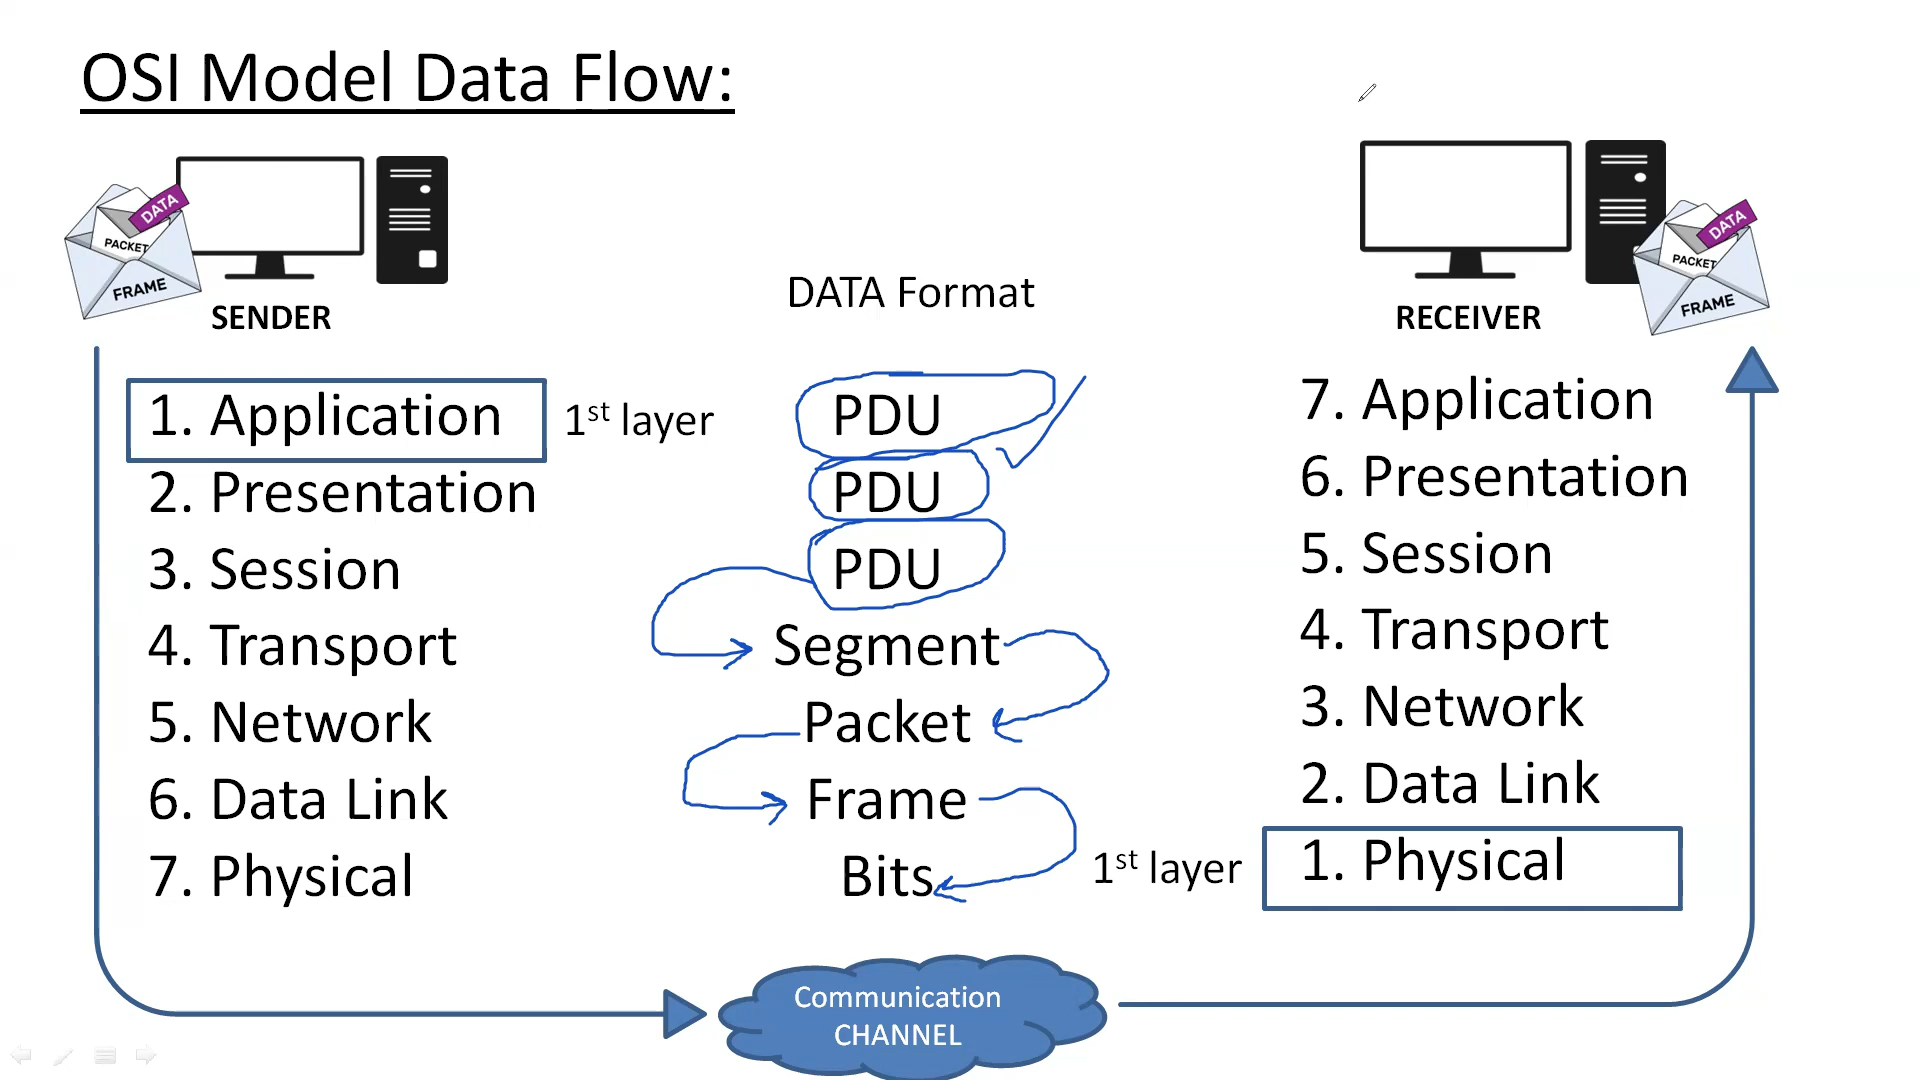 OSI Model Data Flow:
DATA
PACKET
FRAME
SENDER
DATA
PACKET
FRAME
RECEIVER
DATA Format
1. Application
1st layer
2. Presentation
3. Session
4. Transport
5. Network
6. Data Link
7. Physical
PDU
PDU
PDU
Segment
Packet
Frame
Bits
7. Application
6. Presentation
5. Session
4. Transport
3. Network
2. Data Link
1st layer
1. Physical
Communication
CHANNEL